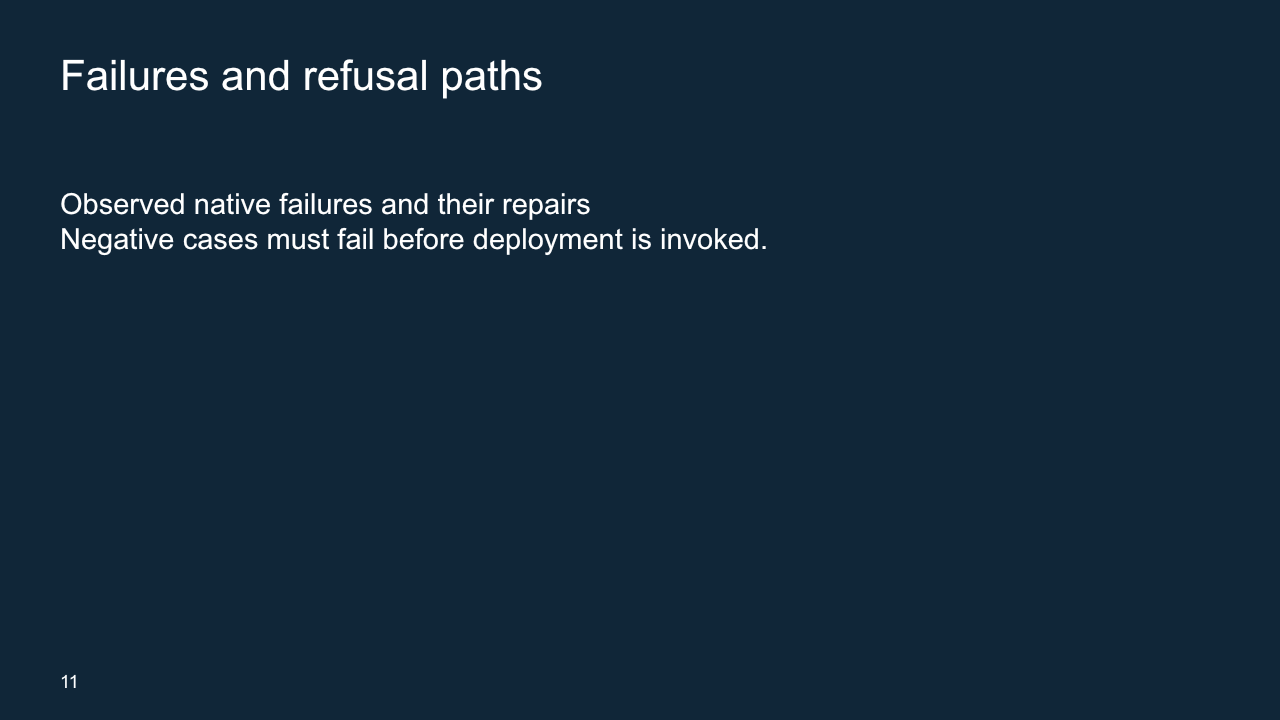 Failures and refusal paths
Observed native failures and their repairs
Negative cases must fail before deployment is invoked.
11